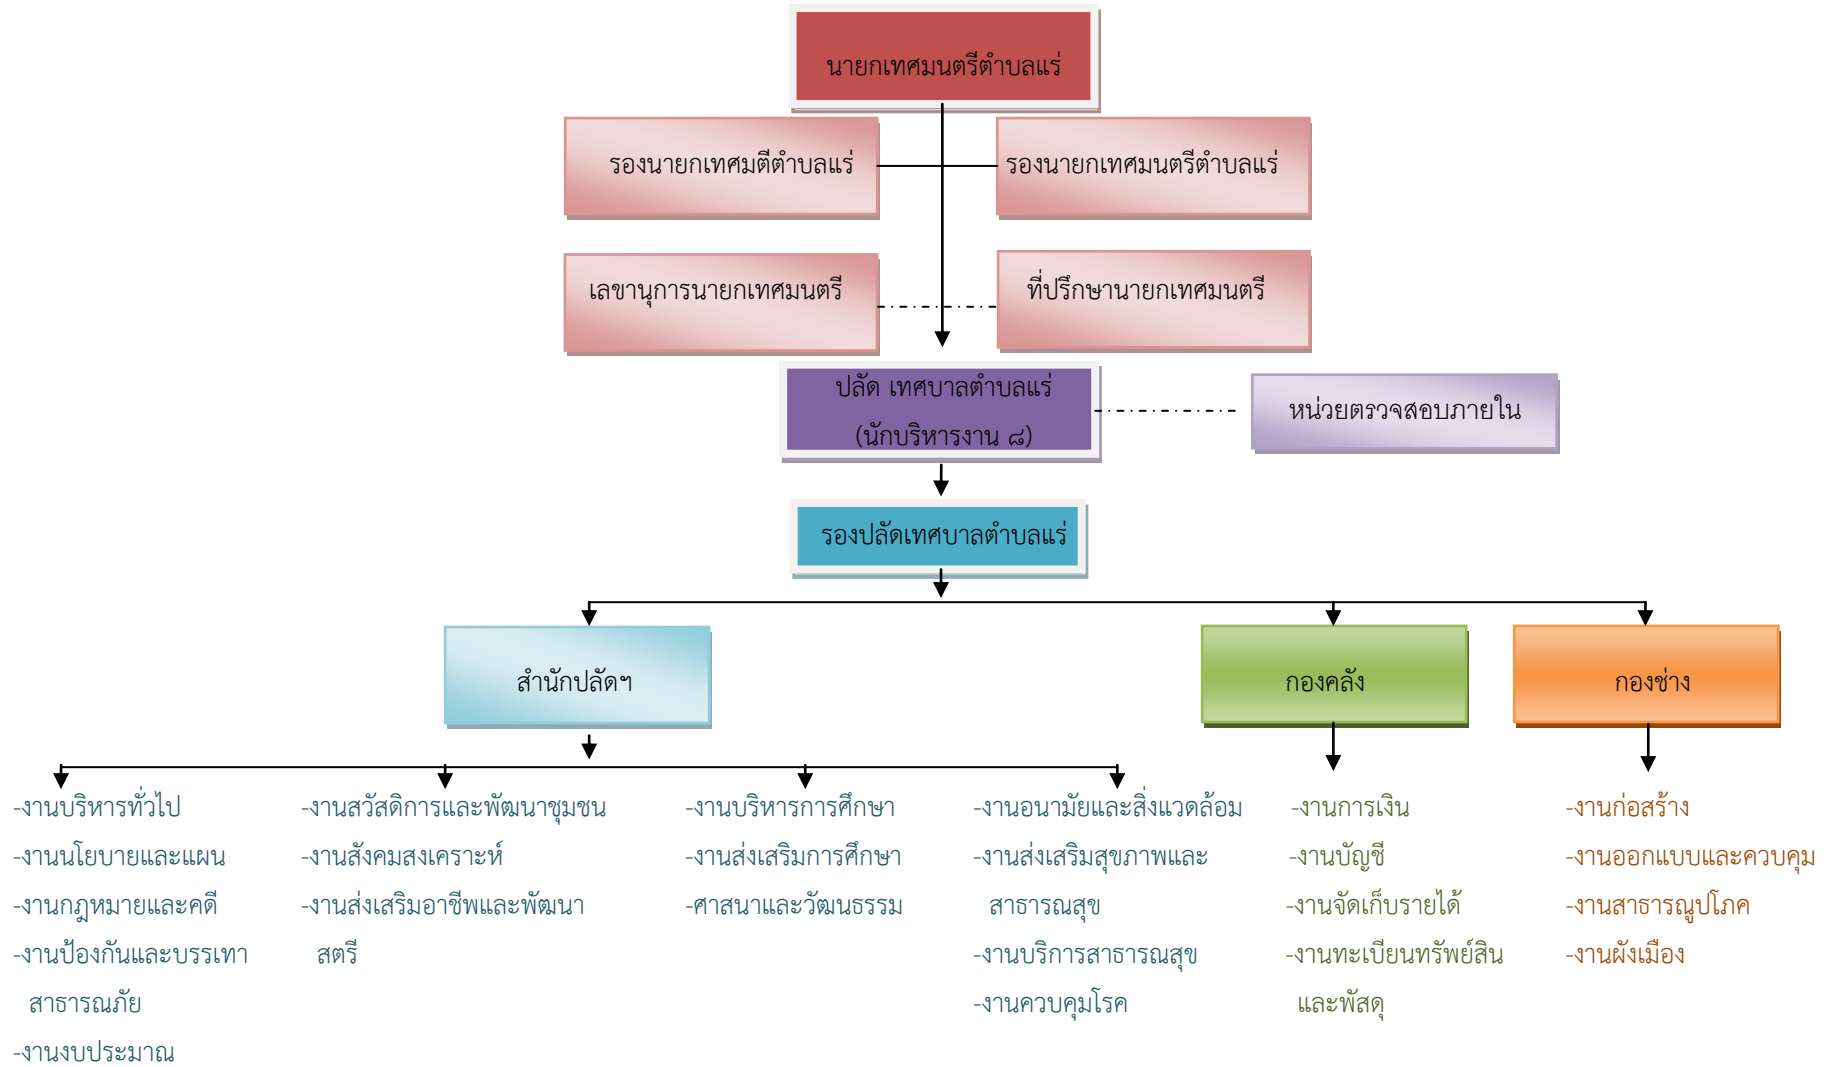 นายกเทศมนตรีตำบลแร่
รองนายกเทศมตีตำบลแร่
รองนายกเทศมนตรีตำบลแร่
เลขานุการนายกเทศมนตรี
ที่ปรึกษานายกเทศมนตรี
ปลัด เทศบาลตำบลแร่
(นักบริหารงาน ๘)
หน่วยตรวจสอบภายใน
รองปลัดเทศบาลตำบลแร่
สำนักปลัดฯ
กองคลัง
กองช่าง
-งานบริหารทั่วไป
-งานนโยบายและแผน
-งานกฎหมายและคดี
-งานป้องกันและบรรเทา
สาธารณภัย
-งานงบประมาณ
-งานสวัสดิการและพัฒนาชุมชน
-งานสังคมสงเคราะห์
-งานส่งเสริมอาชีพและพัฒนา
สตรี
-งานบริหารการศึกษา
-งานส่งเสริมการศึกษา
-ศาสนาและวัฒนธรรม
-งานอนามัยและสิ่งแวดล้อม
-งานส่งเสริมสุขภาพและ
สาธารณสุข
-งานบริการสาธารณสุข
-งานควบคุมโรค
-งานการเงิน
-งานบัญชี
-งานจัดเก็บรายได้
-งานทะเบียนทรัพย์สิน
และพัสดุ
-งานก่อสร้าง
-งานออกแบบและควบคุม
-งานสาธารณูปโภค
-งานผังเมือง